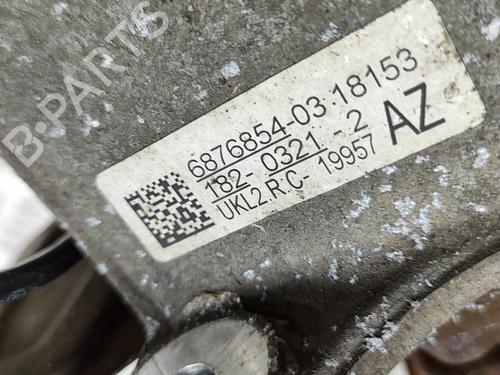 B-PARTS
6876854-03.18153
182-0321-2
UKL2.R.C-19957
AZ